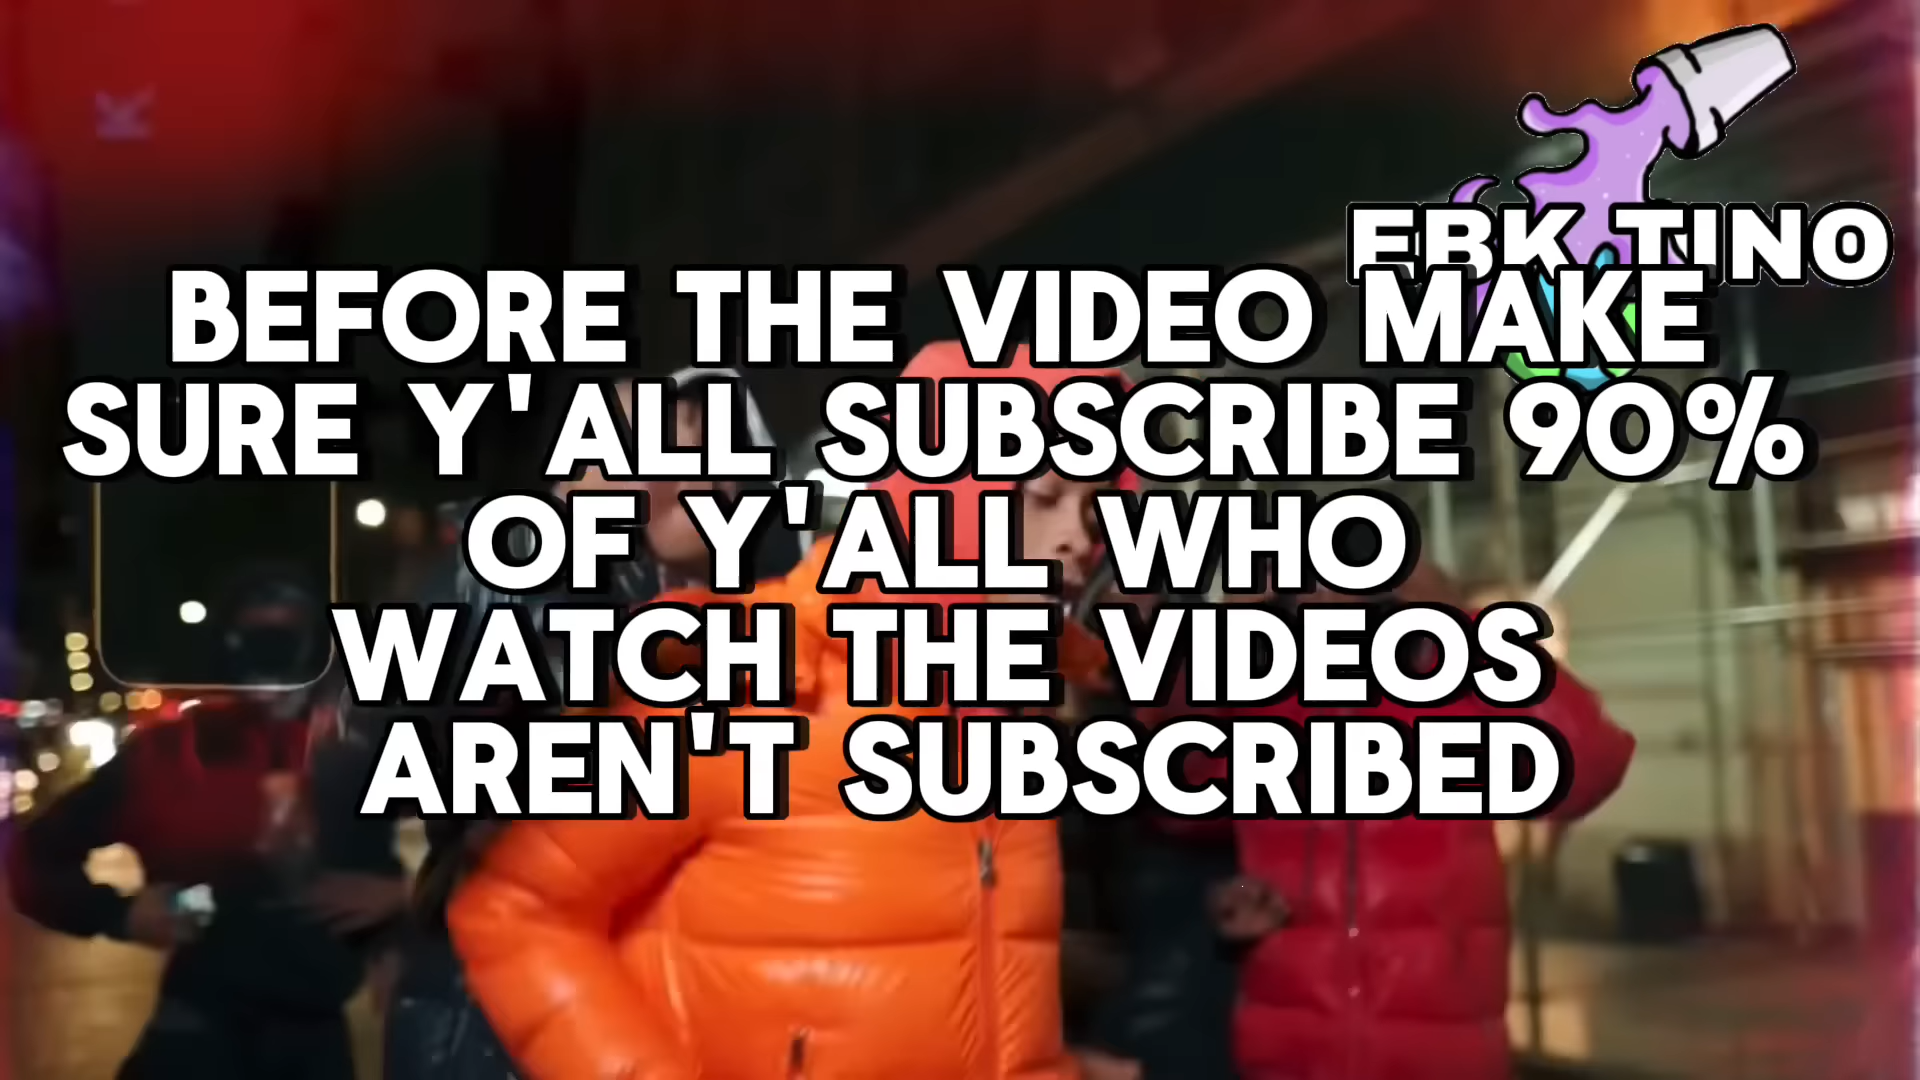 EBK TINO
BEFORE THE VIDEO MAKE
SURE Y'ALL SUBSCRIBE 90%
OF Y'ALL WHO
WATCH THE VIDEOS
AREN'T SUBSCRIBED